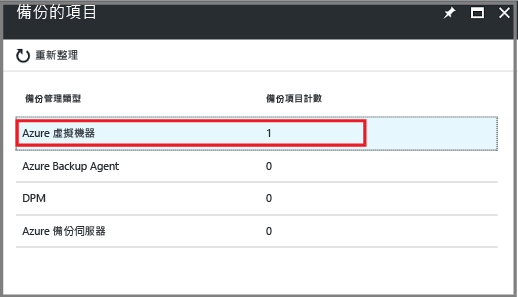 備份的項目
重新整理
備份管理類型 備份項目計數
Azure 虛擬機器 1
Azure Backup Agent 0
DPM 0
Azure 備份伺服器 0